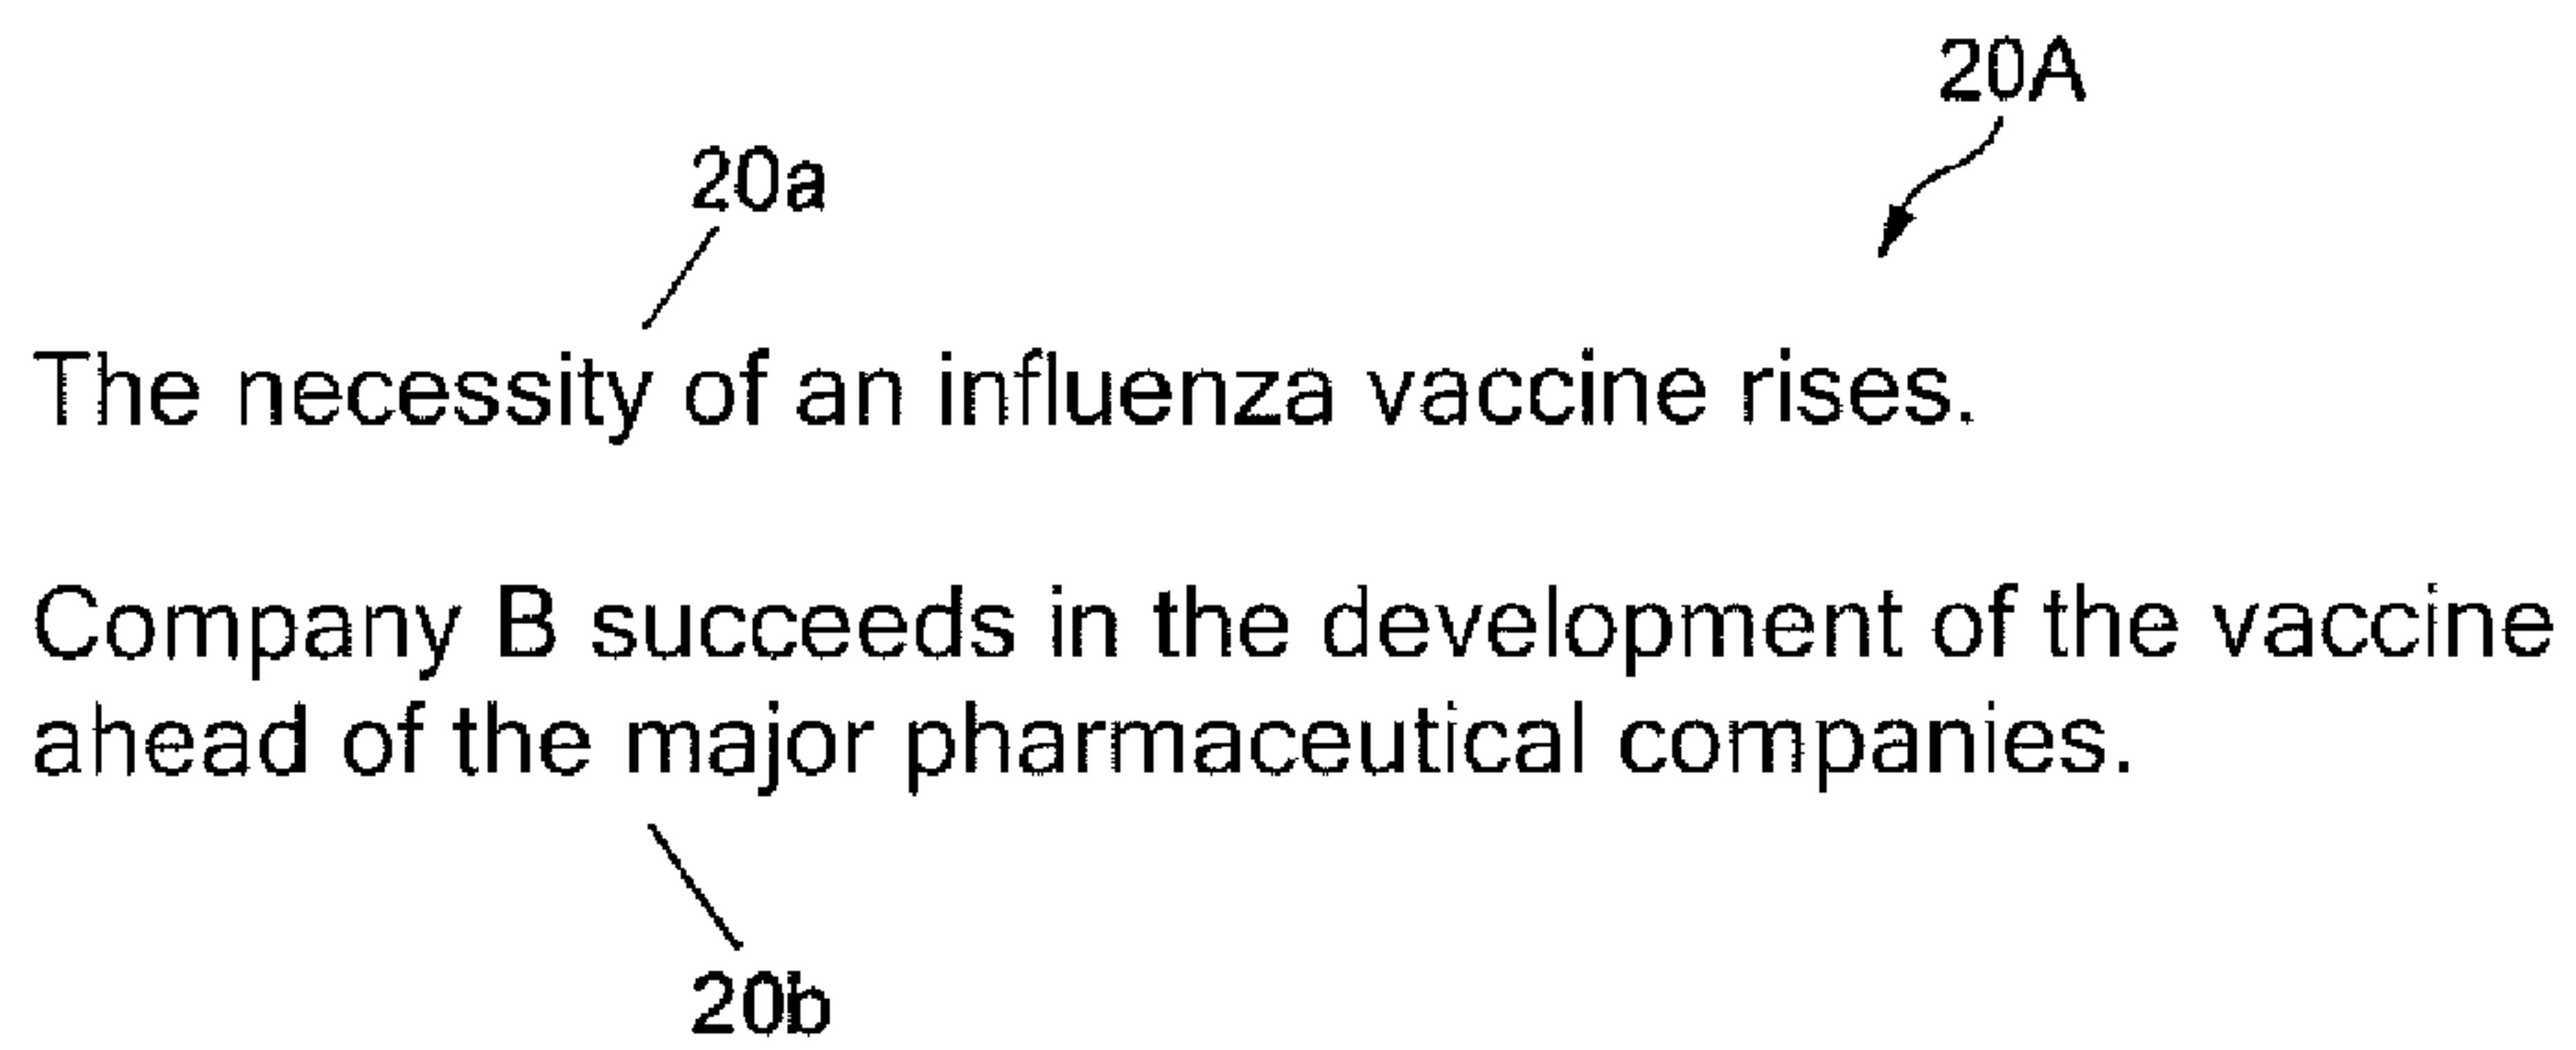 20A
20a
The necessity of an influenza vaccine rises.
Company B succeeds in the development of the vaccine
ahead of the major pharmaceutical companies.
20b